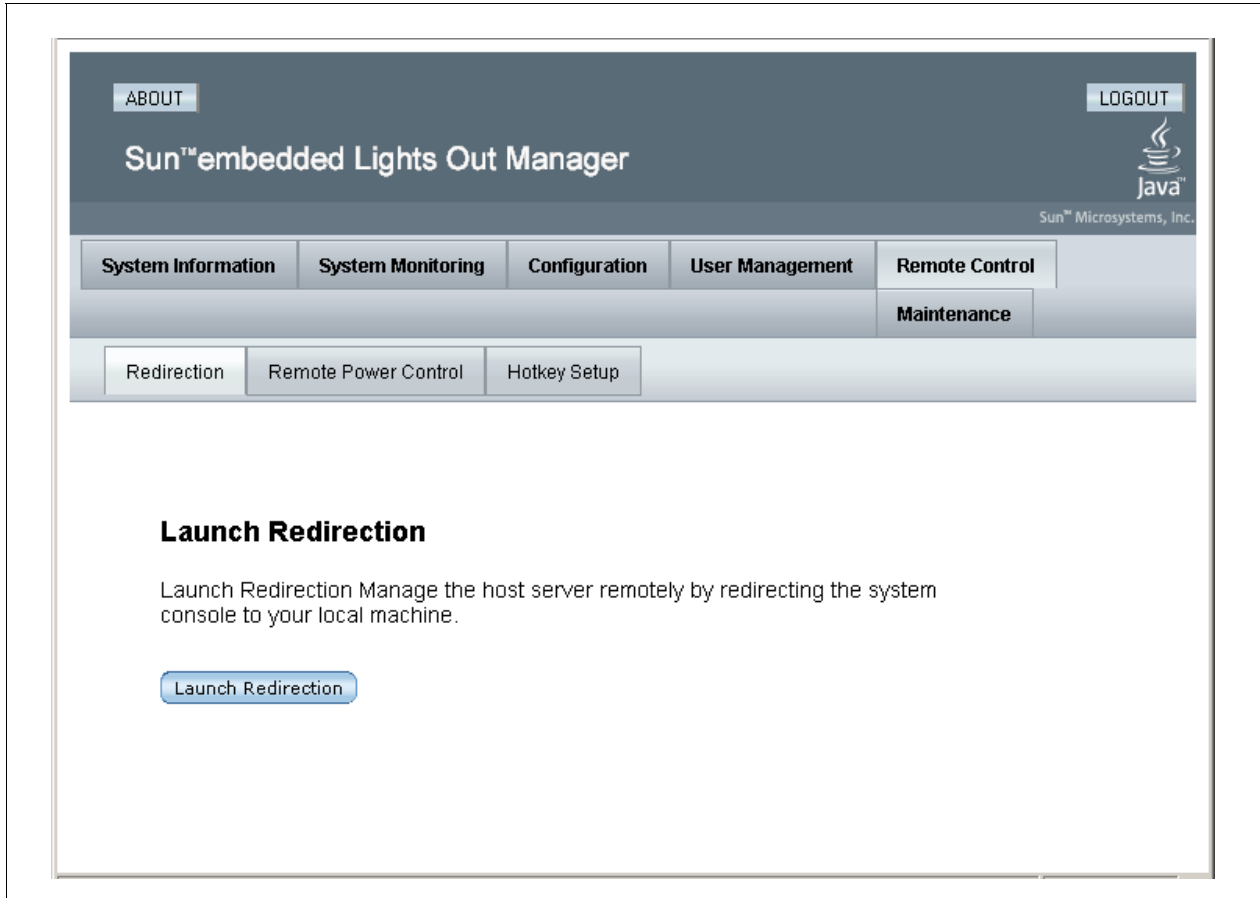 ABOUT
LOGOUT
Sun™embedded Lights Out Manager
Java™
Sun™ Microsystems, Inc.
System Information System Monitoring Configuration User Management Remote Control
Maintenance
Redirection Remote Power Control Hotkey Setup
Launch Redirection
Launch Redirection Manage the host server remotely by redirecting the system
console to your local machine.
Launch Redirection